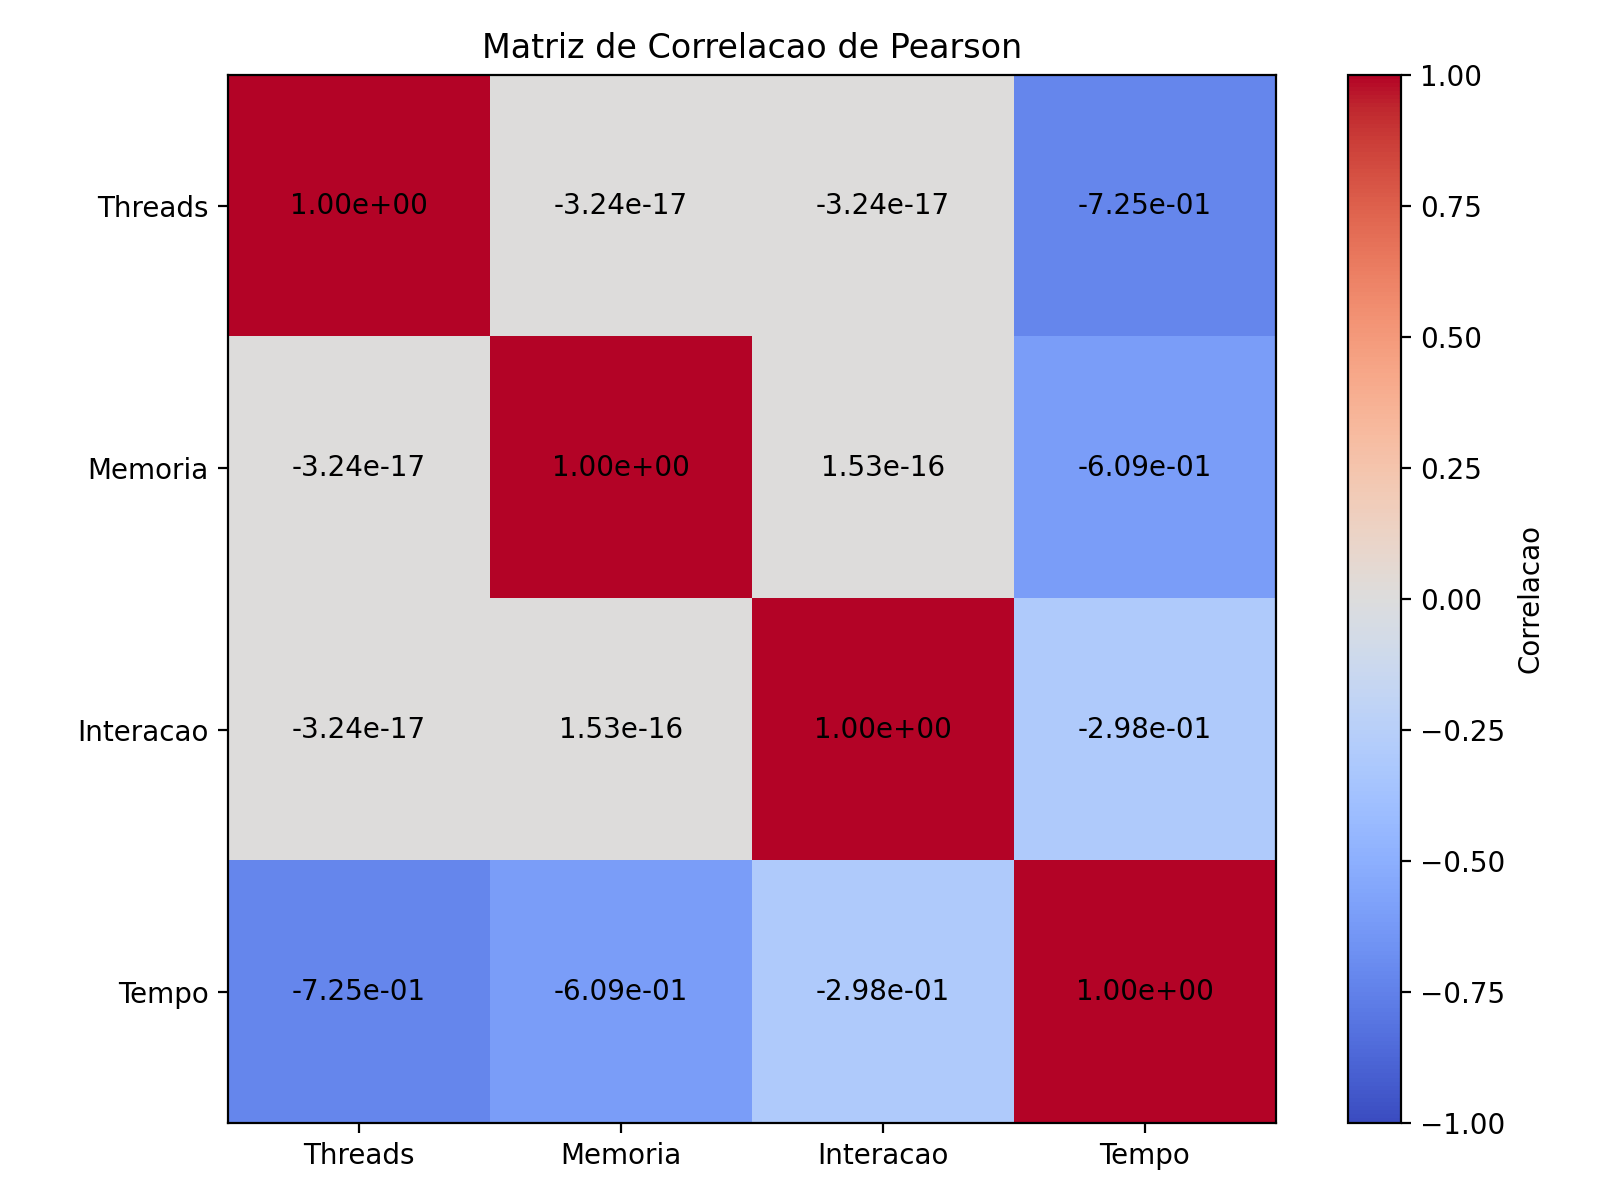 Matriz de Correlacao de Pearson
Threads 1.00e+00 -3.24e-17 -3.24e-17 -7.25e-01
Memoria -3.24e-17 1.00e+00 1.53e-16 -6.09e-01
Interacao -3.24e-17 1.53e-16 1.00e+00 -2.98e-01
Tempo -7.25e-01 -6.09e-01 -2.98e-01 1.00e+00
Threads Memoria Interacao Tempo
1.00
0.75
0.50
0.25
0.00
−0.25
−0.50
−0.75
−1.00
Correlacao